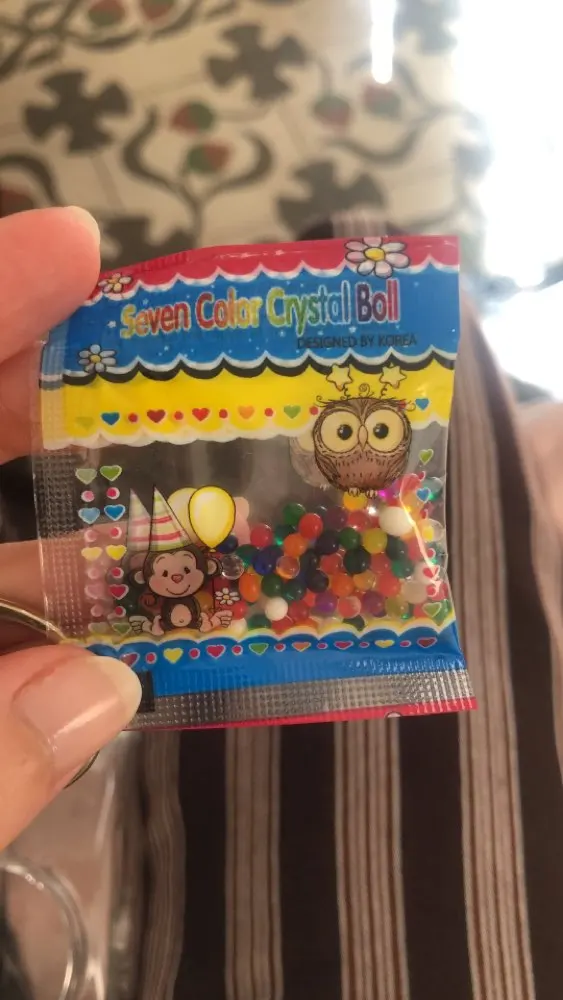 Seven Color Crystal Boll
DESIGNED BY KOREA